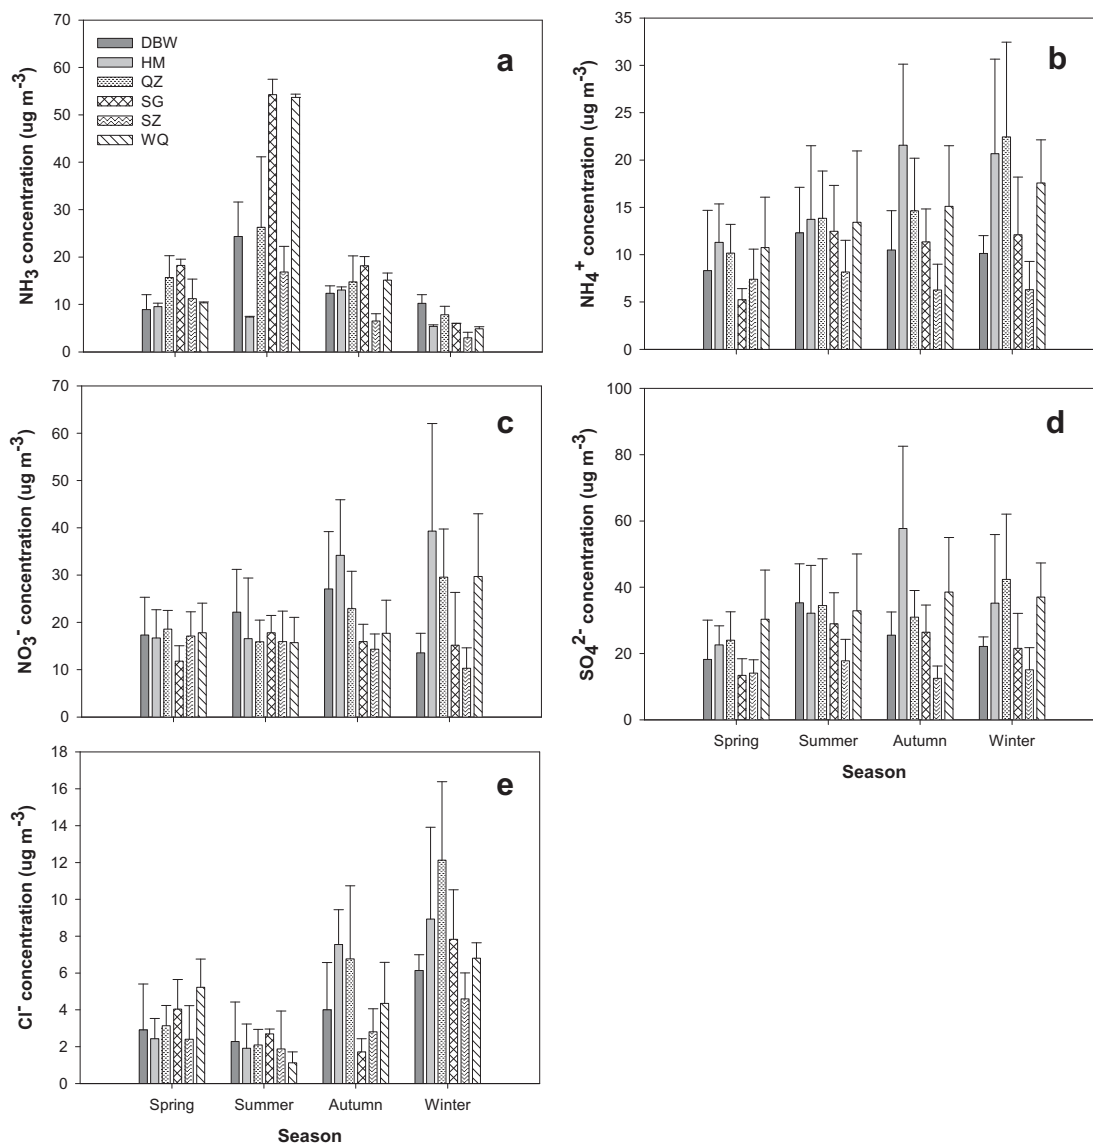 a
NH3 concentration (ug m-3)
70
60
50
40
30
20
10
0
DBW
HM
QZ
SG
SZ
WQ
b
NH4+ concentration (ug m-3)
35
30
25
20
15
10
5
0
c
NO3- concentration (ug m-3)
70
60
50
40
30
20
10
0
d
SO42- concentration (ug m-3)
100
80
60
40
20
0
Spring Summer Autumn Winter
Season
e
Cl- concentration (ug m-3)
18
16
14
12
10
8
6
4
2
0
Spring Summer Autumn Winter
Season